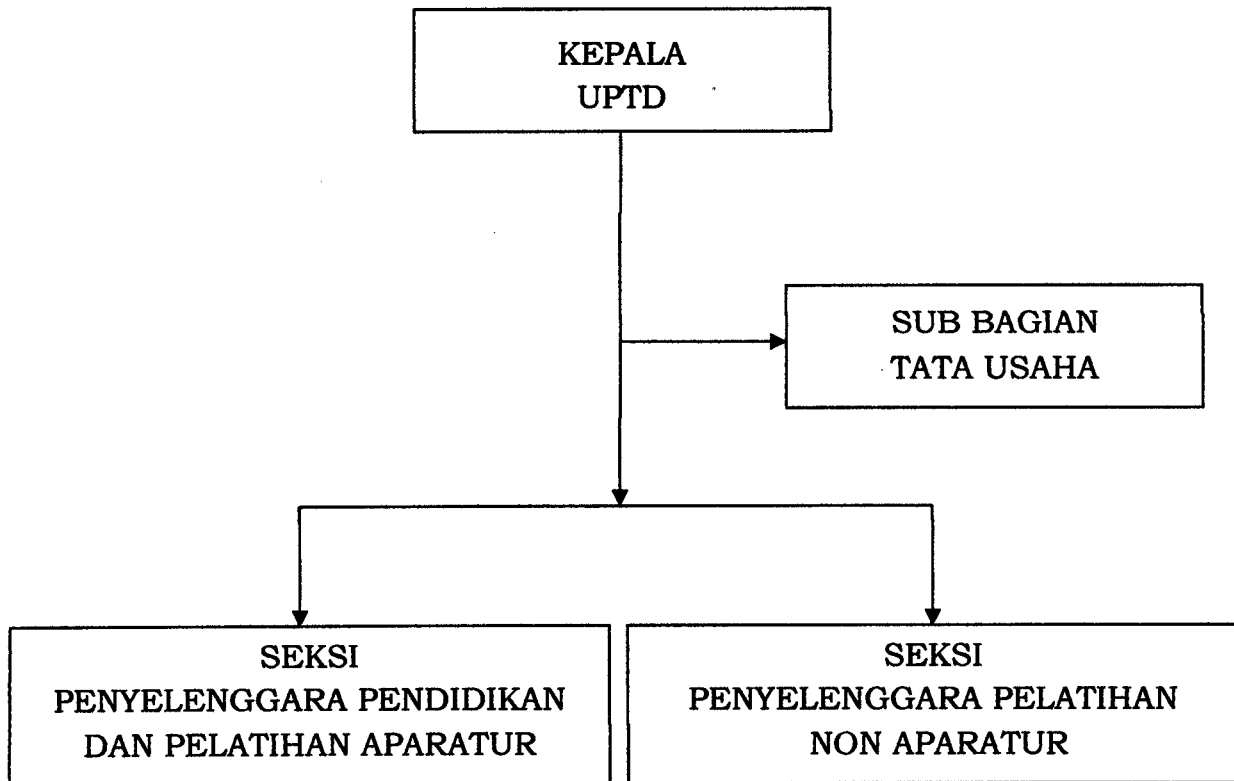 KEPALA
UPTD
SUB BAGIAN
TATA USAHA
SEKSI
PENYELENGGARA PENDIDIKAN
DAN PELATIHAN APARATUR
SEKSI
PENYELENGGARA PELATIHAN
NON APARATUR